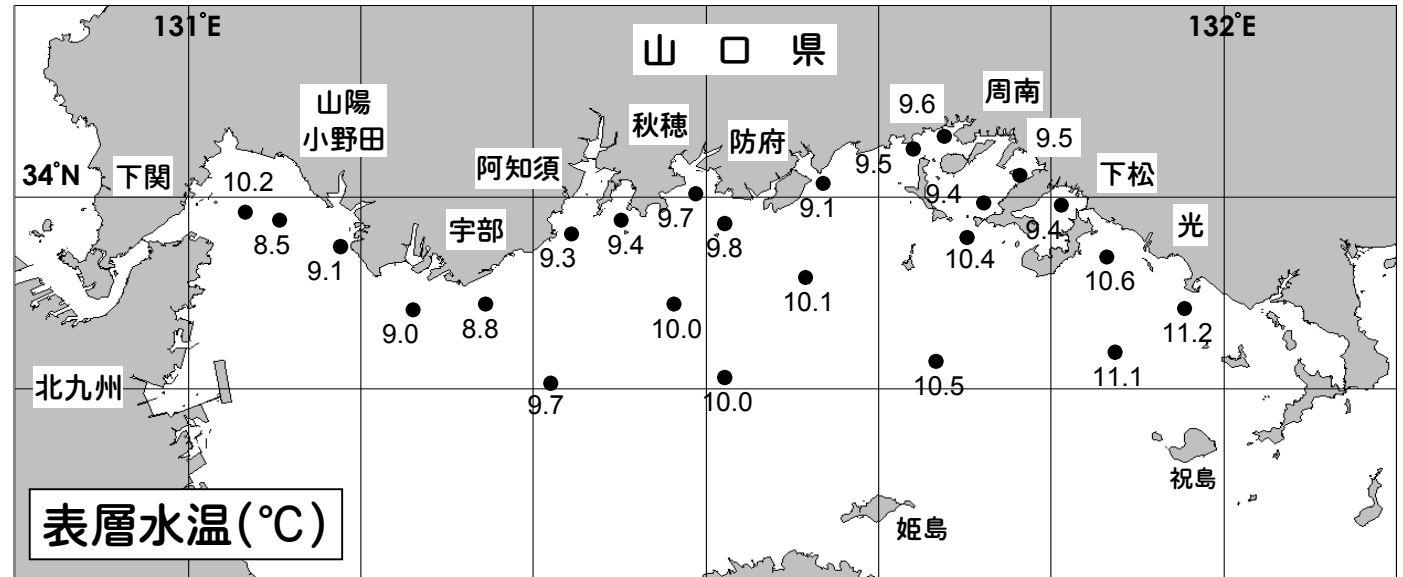 131°E
132°E
山 口 県
山陽
小野田
秋穂
防府
9.6
周南
9.5
9.5
34°N
下関
10.2
阿知須
下松
9.4
9.7
9.1
8.5
宇部
9.4
9.8
9.4
光
9.1
9.3
10.4
10.6
10.1
9.0
8.8
10.0
11.2
北九州
9.7
10.0
10.5
11.1
祝島
表層水温(℃)
姫島